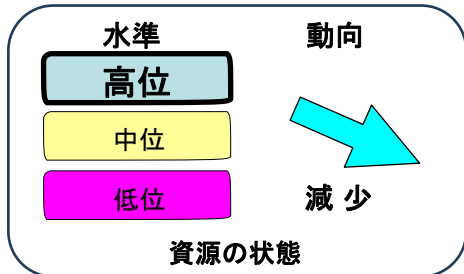 水準 動向
高位
中位
低位
減 少
資源の状態